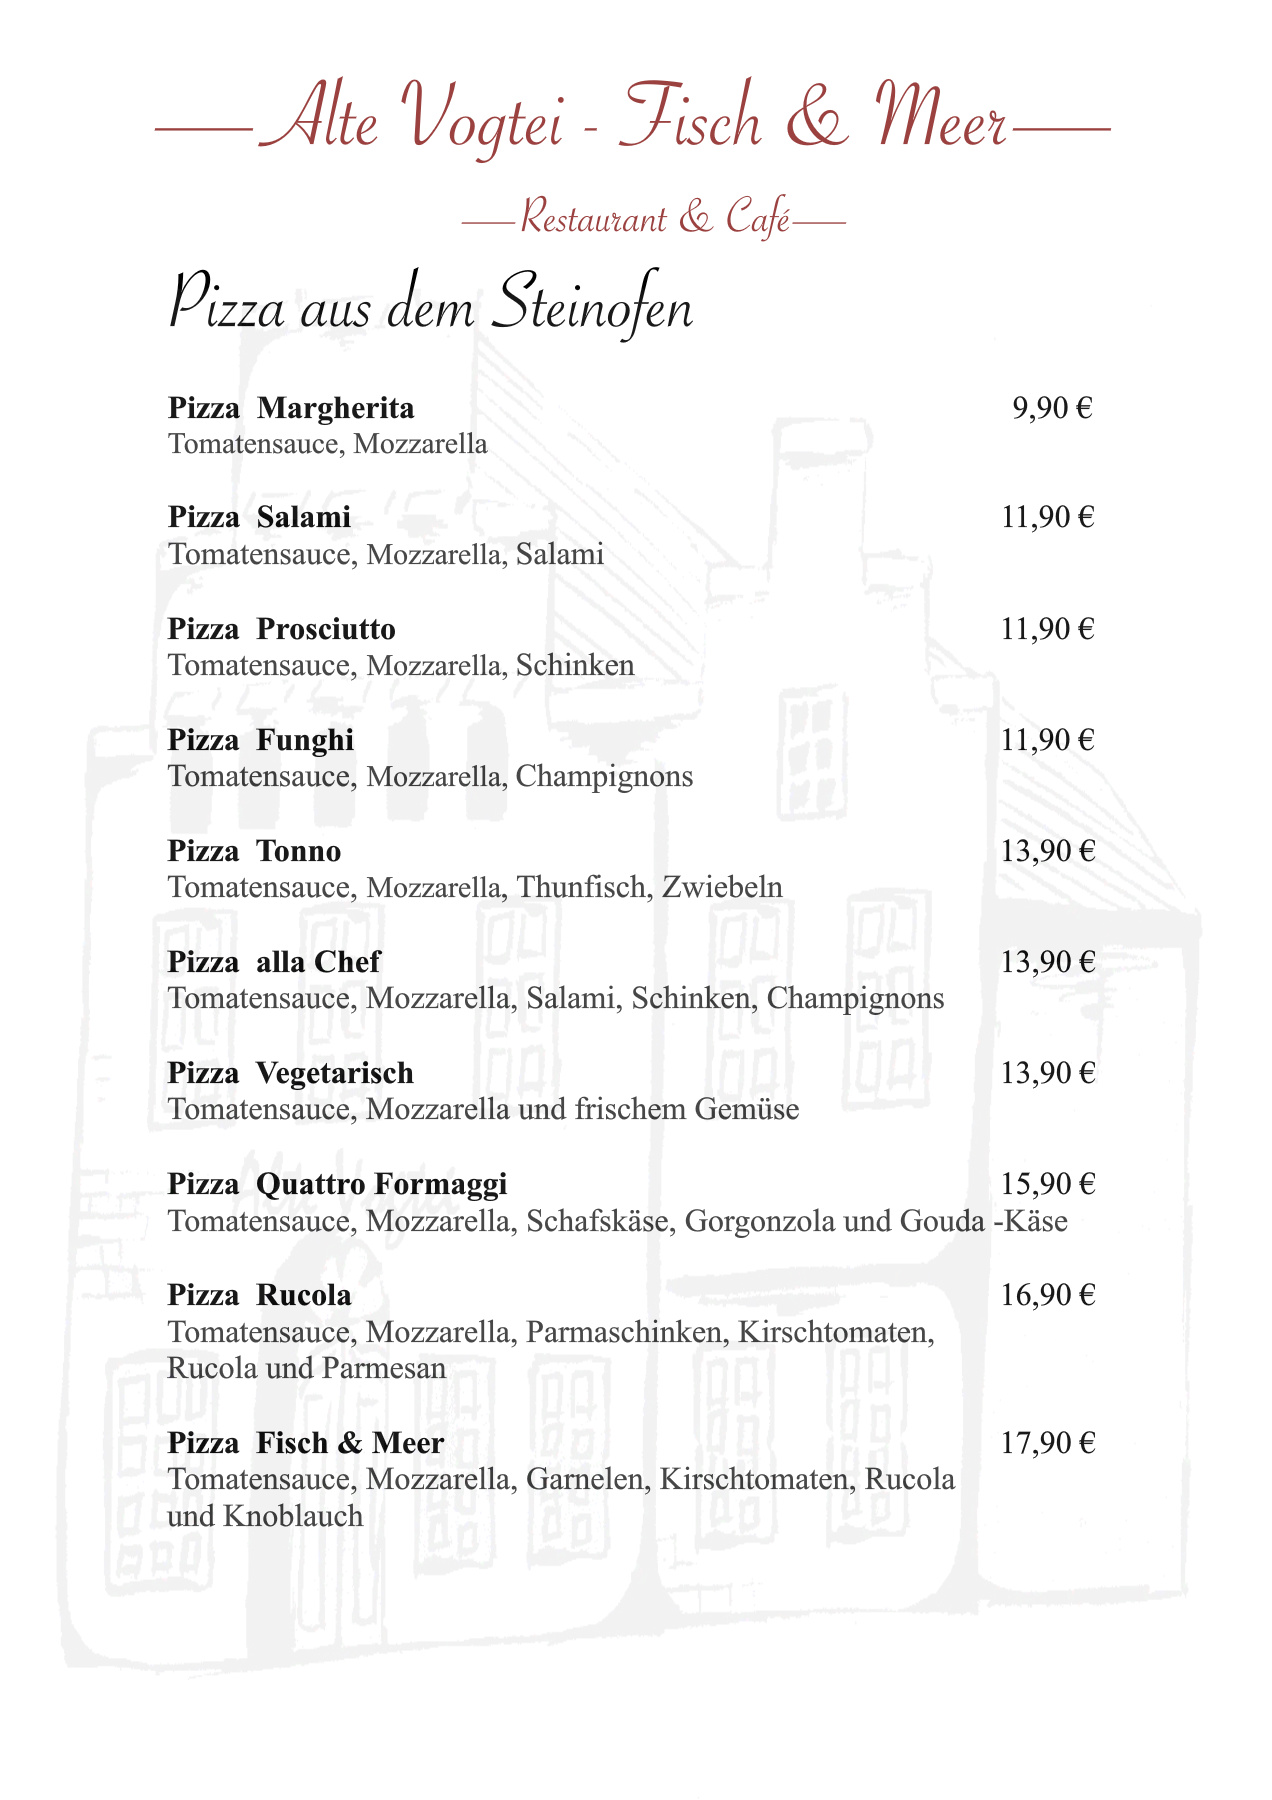 Alte Vogtei - Fisch & Meer
Restaurant & Café
Pizza aus dem Steinofen
Pizza Margherita 9,90 €
Tomatensauce, Mozzarella
Pizza Salami 11,90 €
Tomatensauce, Mozzarella, Salami
Pizza Prosciutto 11,90 €
Tomatensauce, Mozzarella, Schinken
Pizza Funghi 11,90 €
Tomatensauce, Mozzarella, Champignons
Pizza Tonno 13,90 €
Tomatensauce, Mozzarella, Thunfisch, Zwiebeln
Pizza alla Chef 13,90 €
Tomatensauce, Mozzarella, Salami, Schinken, Champignons
Pizza Vegetarisch 13,90 €
Tomatensauce, Mozzarella und frischem Gemüse
Alte Vogtei
Pizza Quattro Formaggi 15,90 €
Tomatensauce, Mozzarella, Schafskäse, Gorgonzola und Gouda -Käse
Pizza Rucola 16,90 €
Tomatensauce, Mozzarella, Parmaschinken, Kirschtomaten,
Rucola und Parmesan
Pizza Fisch & Meer 17,90 €
Tomatensauce, Mozzarella, Garnelen, Kirschtomaten, Rucola
und Knoblauch